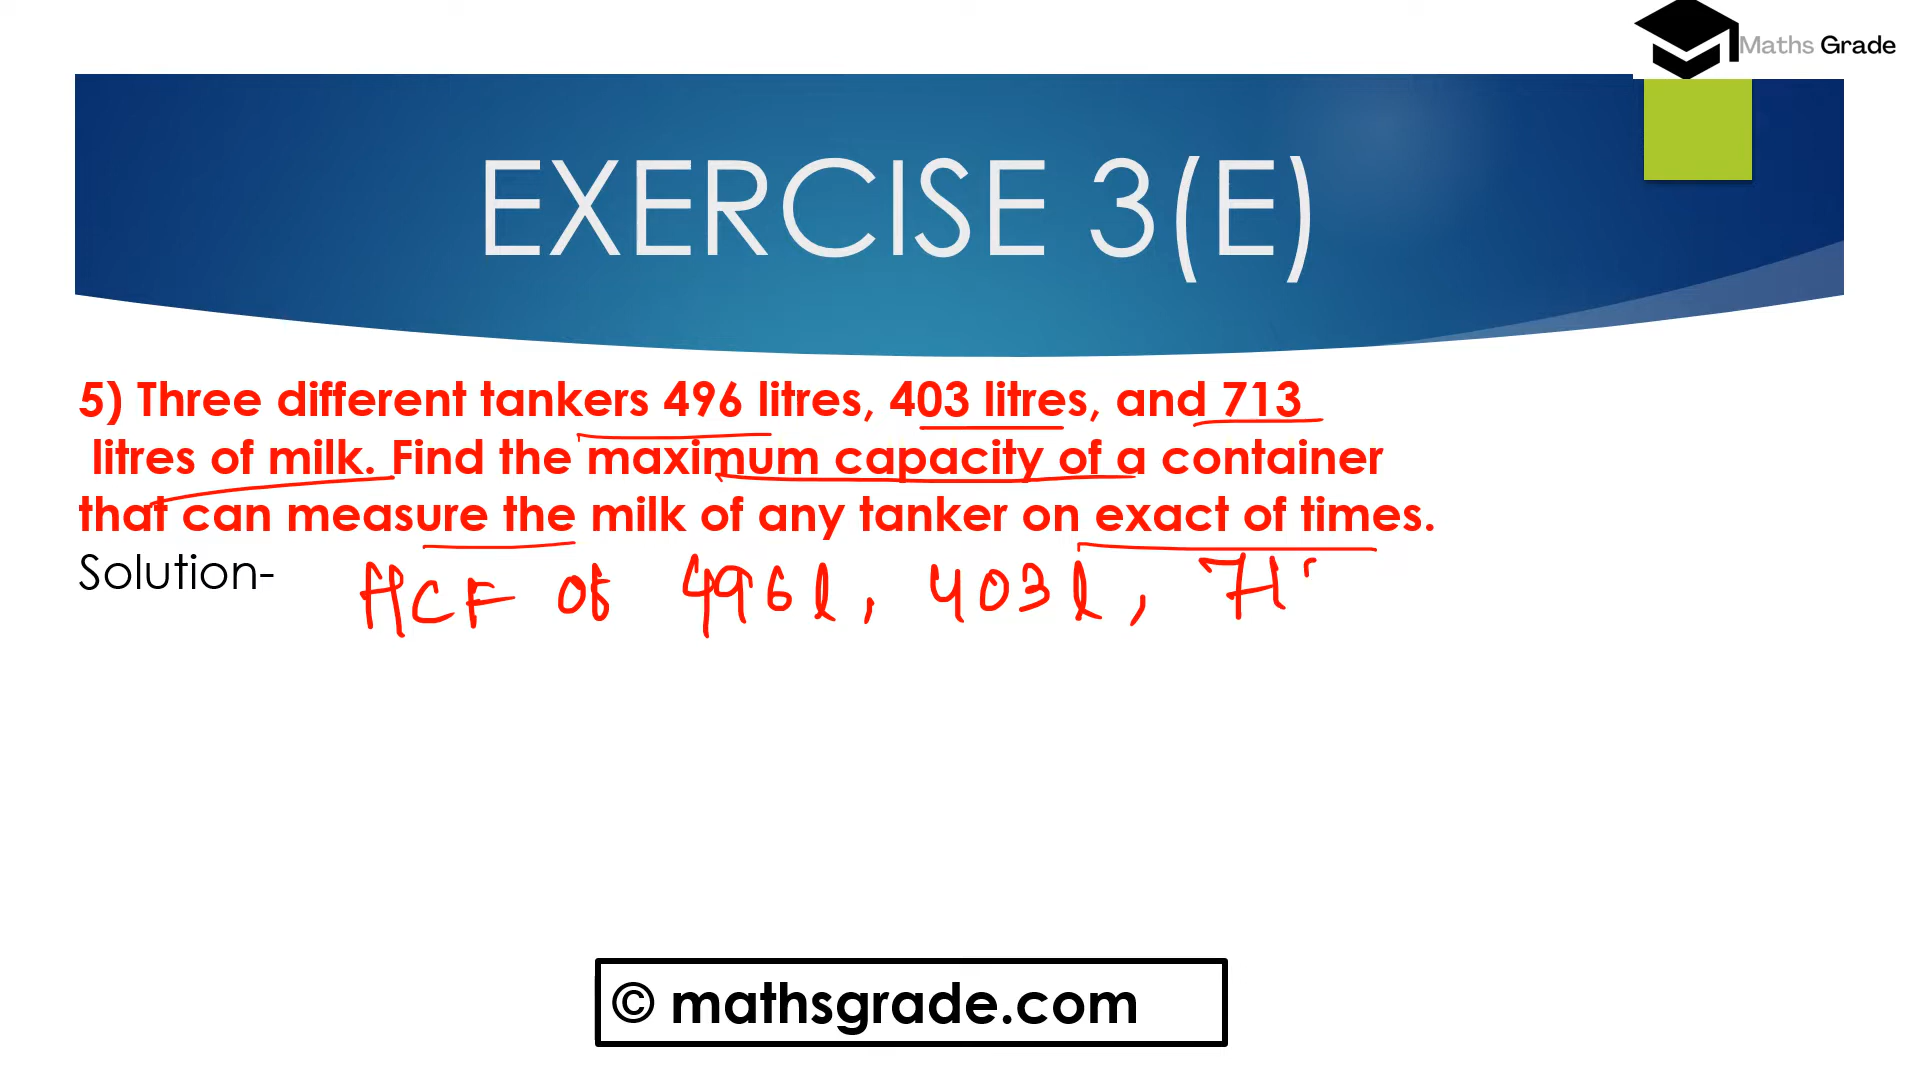 Maths Grade
EXERCISE 3(E)
5) Three different tankers 496 litres, 403 litres, and 713
litres of milk. Find the maximum capacity of a container
that can measure the milk of any tanker on exact of times.
Solution-
HCF of 496l, 403l, 71
© mathsgrade.com